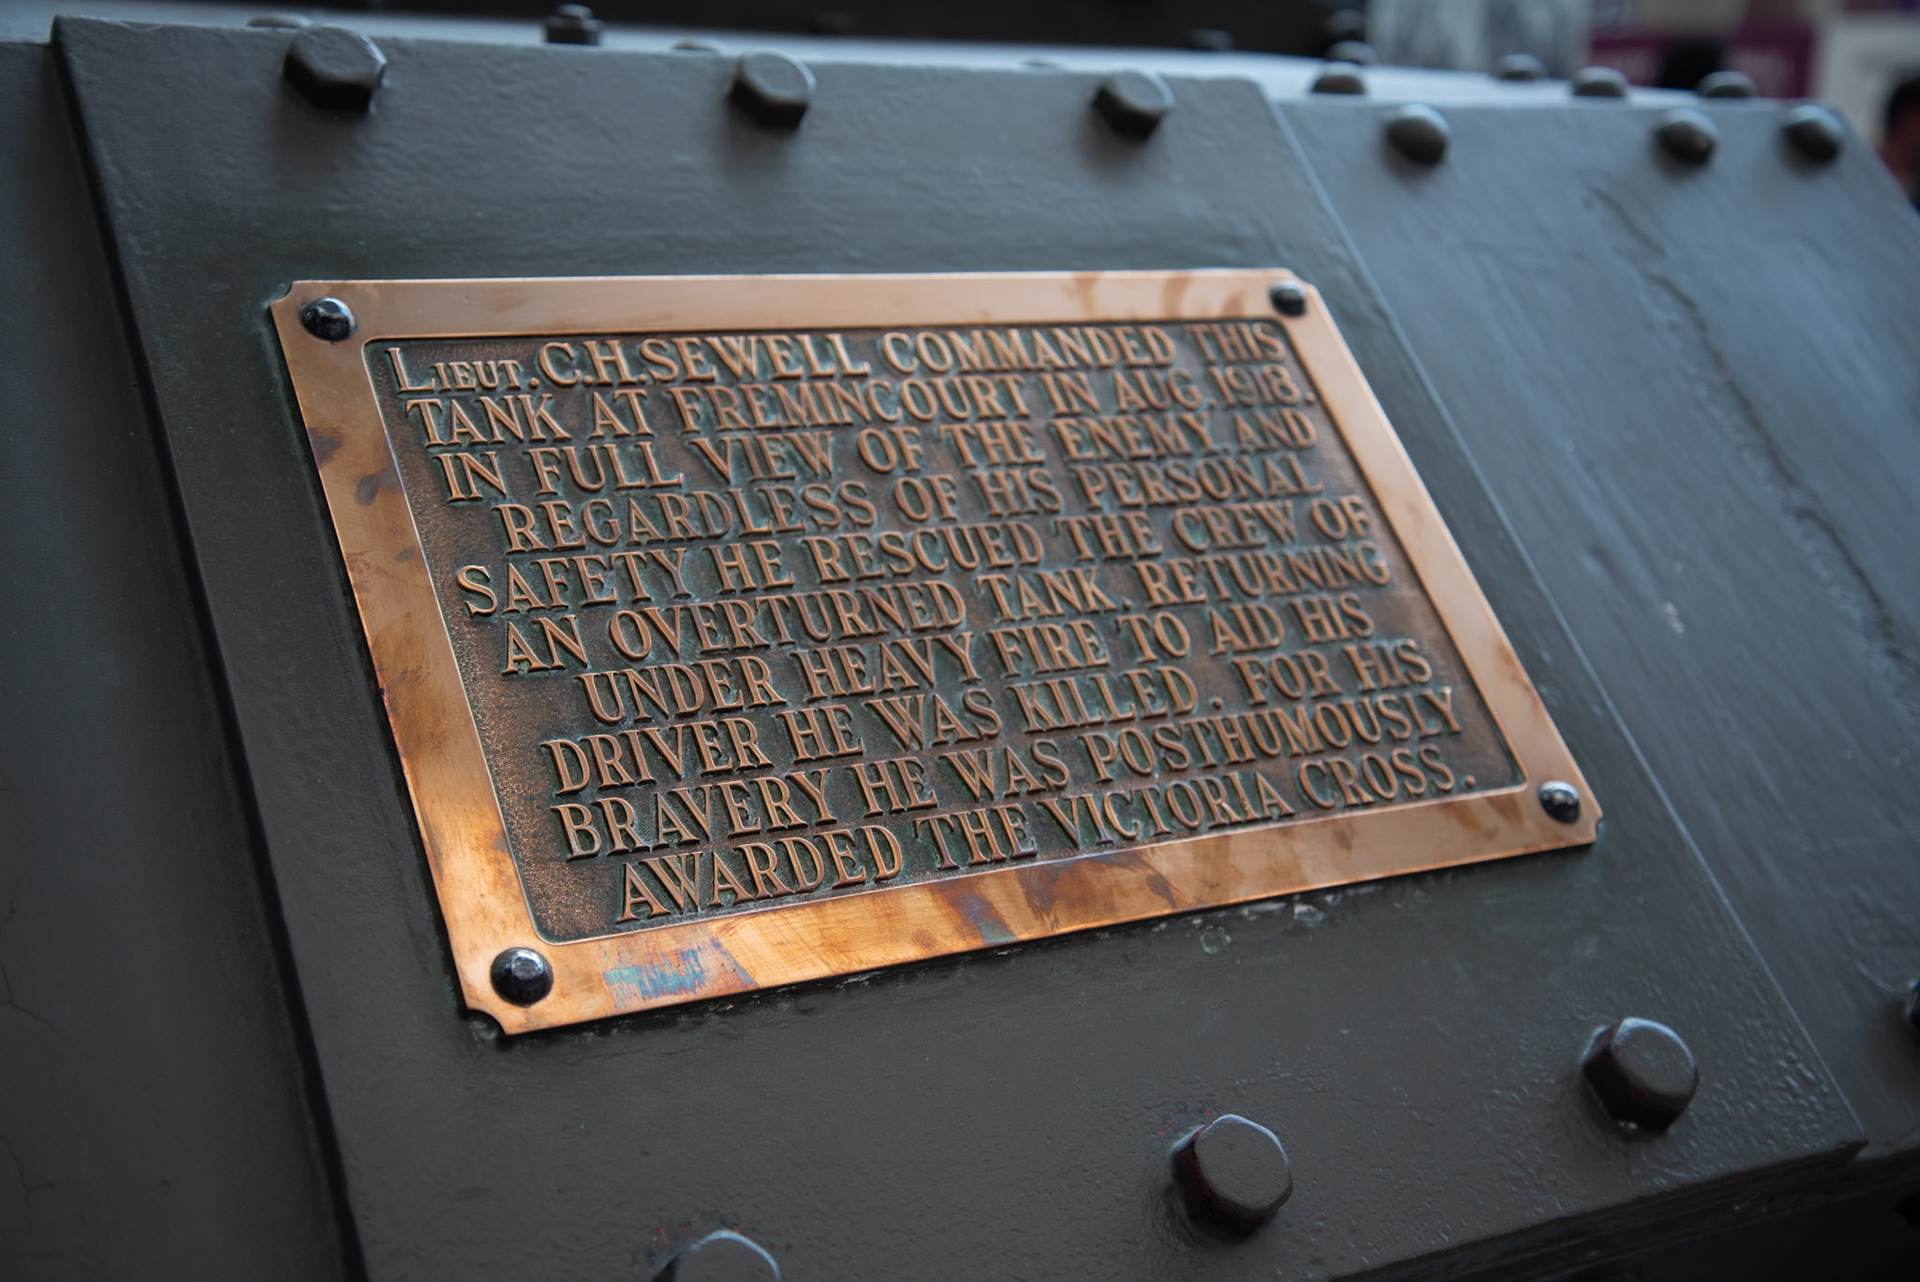 LIEUT. C.H.SEWELL COMMANDED THIS
TANK AT FREMINCOURT IN AUG.1918.
IN FULL VIEW OF THE ENEMY, AND
REGARDLESS OF HIS PERSONAL
SAFETY HE RESCUED THE CREW OF
AN OVERTURNED TANK. RETURNING
UNDER HEAVY FIRE TO AID HIS
DRIVER HE WAS KILLED. FOR HIS
BRAVERY HE WAS POSTHUMOUSLY
AWARDED THE VICTORIA CROSS.